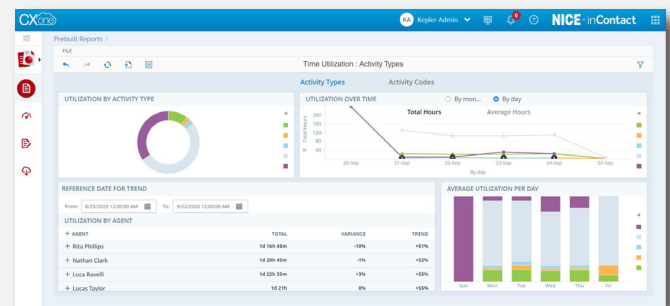 CXone
KA Kepler Admin
6
NICE · inContact
Prebuilt Reports >
FILE
Time Utilization : Activity Types
Activity Types Activity Codes
UTILIZATION BY ACTIVITY TYPE
UTILIZATION OVER TIME
By mon... By day
Total Hours Average Hours
Total Hours
200
160
120
80
40
20-Sep 21-Sep 22-Sep 23-Sep 24-Sep 25-Sep
By day
REFERENCE DATE FOR TREND
From: 8/25/2020 12:00:00 AM To: 9/22/2020 12:00:00 AM
UTILIZATION BY AGENT
+ AGENT TOTAL VARIANCE TREND
+ Rita Phillips 1d 16h 45m -10% +51%
+ Nathan Clark 1d 20h 45m -1% +52%
+ Luca Ravelli 1d 22h 35m +3% +55%
+ Lucas Taylor 1d 21h 0% +55%
AVERAGE UTILIZATION PER DAY
Sun Mon Tue Wed Thu Fri